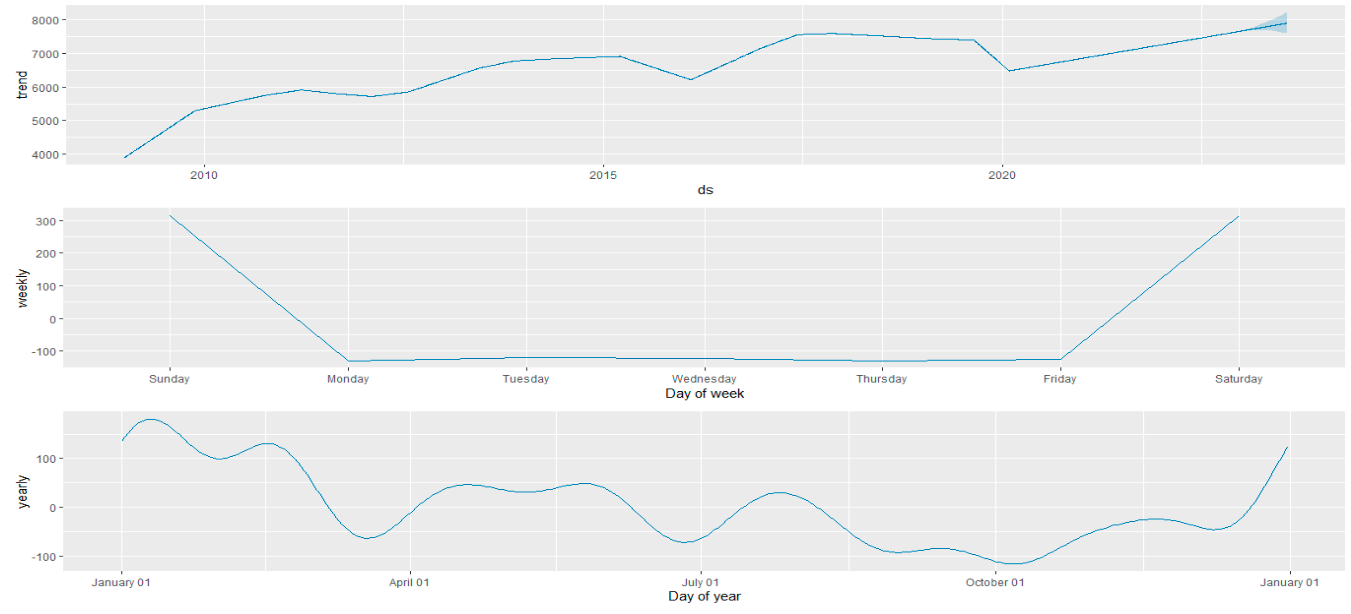 8000
7000
6000
5000
4000
trend
2010 2015 2020
ds
300
200
100
0
-100
weekly
Sunday Monday Tuesday Wednesday Thursday Friday Saturday
Day of week
100
0
-100
yearly
January 01 April 01 July 01 October 01 January 01
Day of year